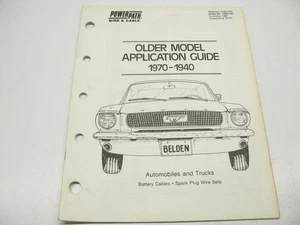 POWERPATH
WIRE & CABLE
OLDER MODEL
APPLICATION GUIDE
1970-1940
BELDEN
Automobiles and Trucks
Battery Cables • Spark Plug Wire Sets